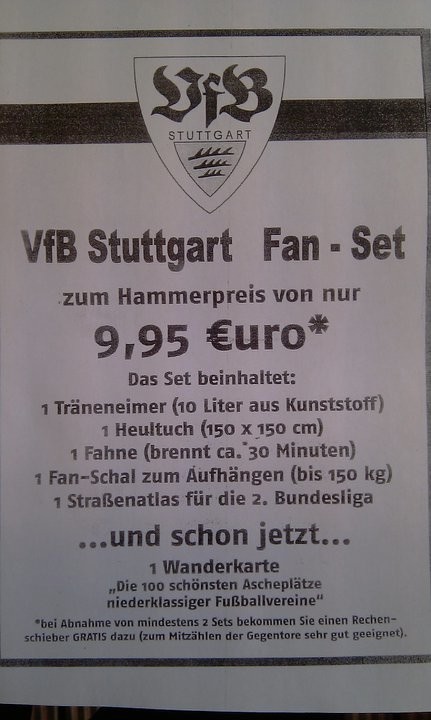 VfB
STUTTGART
VfB Stuttgart Fan - Set
zum Hammerpreis von nur
9,95 €uro*
Das Set beinhaltet:
1 Träneneimer (10 Liter aus Kunststoff)
1 Heultuch (150 x 150 cm)
1 Fahne (brennt ca. 30 Minuten)
1 Fan-Schal zum Aufhängen (bis 150 kg)
1 Straßenatlas für die 2. Bundesliga
...und schon jetzt...
1 Wanderkarte
„Die 100 schönsten Ascheplätze
niederklassiger Fußballvereine“
*bei Abnahme von mindestens 2 Sets bekommen Sie einen Rechen-
schieber GRATIS dazu (zum Mitzählen der Gegentore sehr gut geeignet).